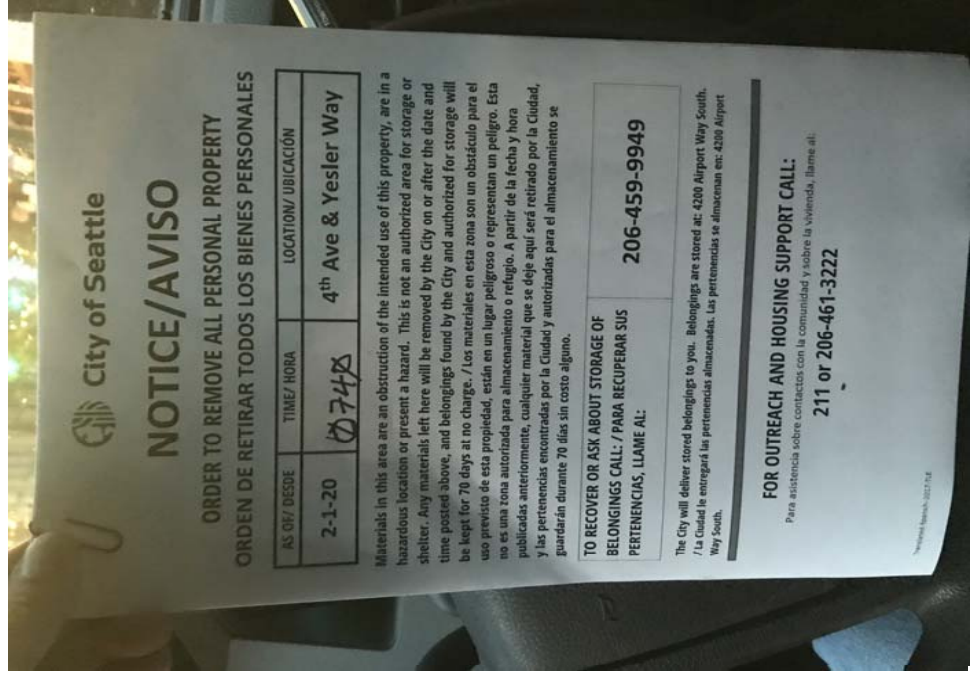 City of Seattle
NOTICE/AVISO
ORDER TO REMOVE ALL PERSONAL PROPERTY
ORDEN DE RETIRAR TODOS LOS BIENES PERSONALES
AS OF/ DESDE TIME/ HORA LOCATION/ UBICACIÓN
2-1-20 0740 4th Ave & Yesler Way
Materials in this area are an obstruction of the intended use of this property, are in a
hazardous location or present a hazard. This is not an authorized area for storage or
shelter. Any materials left here will be removed by the City on or after the date and
time posted above, and belongings found by the City and authorized for storage will
be kept for 70 days at no charge. / Los materiales en esta zona son un obstáculo para el
uso previsto de esta propiedad, están en un lugar peligroso o representan un peligro. Esta
no es una zona autorizada para almacenamiento o refugio. A partir de la fecha y hora
publicadas anteriormente, cualquier material que se deje aquí será retirado por la Ciudad,
y las pertenencias encontradas por la Ciudad y autorizadas para el almacenamiento se
guardarán durante 70 días sin costo alguno.
TO RECOVER OR ASK ABOUT STORAGE OF
BELONGINGS CALL: / PARA RECUPERAR SUS
PERTENENCIAS, LLAME AL:
206-459-9949
The City will deliver stored belongings to you. Belongings are stored at: 4200 Airport Way South.
/ La Ciudad le entregará las pertenencias almacenadas. Las pertenencias se almacenan en: 4200 Airport
Way South.
FOR OUTREACH AND HOUSING SUPPORT CALL:
Para asistencia sobre contactos con la comunidad y sobre la vivienda, llame al:
211 or 206-461-3222